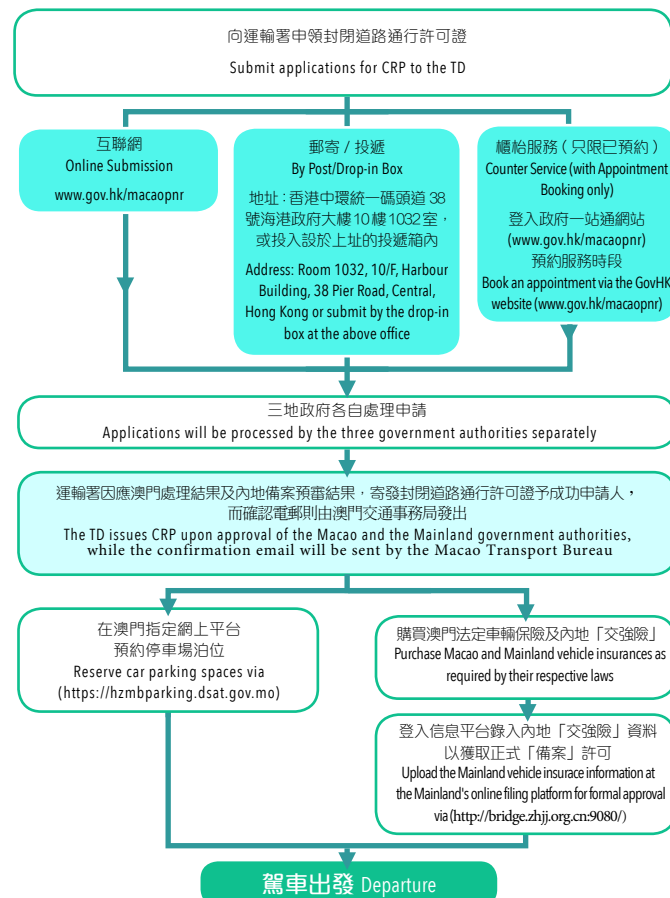 向運輸署申領封閉道路通行許可證
Submit applications for CRP to the TD
互聯網
Online Submission
www.gov.hk/macaopnr
郵寄 / 投遞
By Post/Drop-in Box
地址：香港中環統一碼頭道 38
號海港政府大樓 10 樓 1032 室，
或投入設於上址的投遞箱內
Address: Room 1032, 10/F, Harbour
Building, 38 Pier Road, Central,
Hong Kong or submit by the drop-in
box at the above office
櫃枱服務（只限已預約）
Counter Service (with Appointment
Booking only)
登入政府一站通網站
(www.gov.hk/macaopnr)
預約服務時段
Book an appointment via the GovHK
website (www.gov.hk/macaopnr)
三地政府各自處理申請
Applications will be processed by the three government authorities separately
運輸署因應澳門處理結果及內地備案預審結果，寄發封閉道路通行許可證予成功申請人，
而確認電郵則由澳門交通事務局發出
The TD issues CRP upon approval of the Macao and the Mainland government authorities,
while the confirmation email will be sent by the Macao Transport Bureau
在澳門指定網上平台
預約停車場泊位
Reserve car parking spaces via
(https://hzmbparking.dsat.gov.mo)
購買澳門法定車輛保險及內地「交強險」
Purchase Macao and Mainland vehicle insurances as
required by their respective laws
登入信息平台錄入內地「交強險」資料
以獲取正式「備案」許可
Upload the Mainland vehicle insurace information at
the Mainland's online filing platform for formal approval
via (http://bridge.zhjj.org.cn:9080/)
駕車出發 Departure